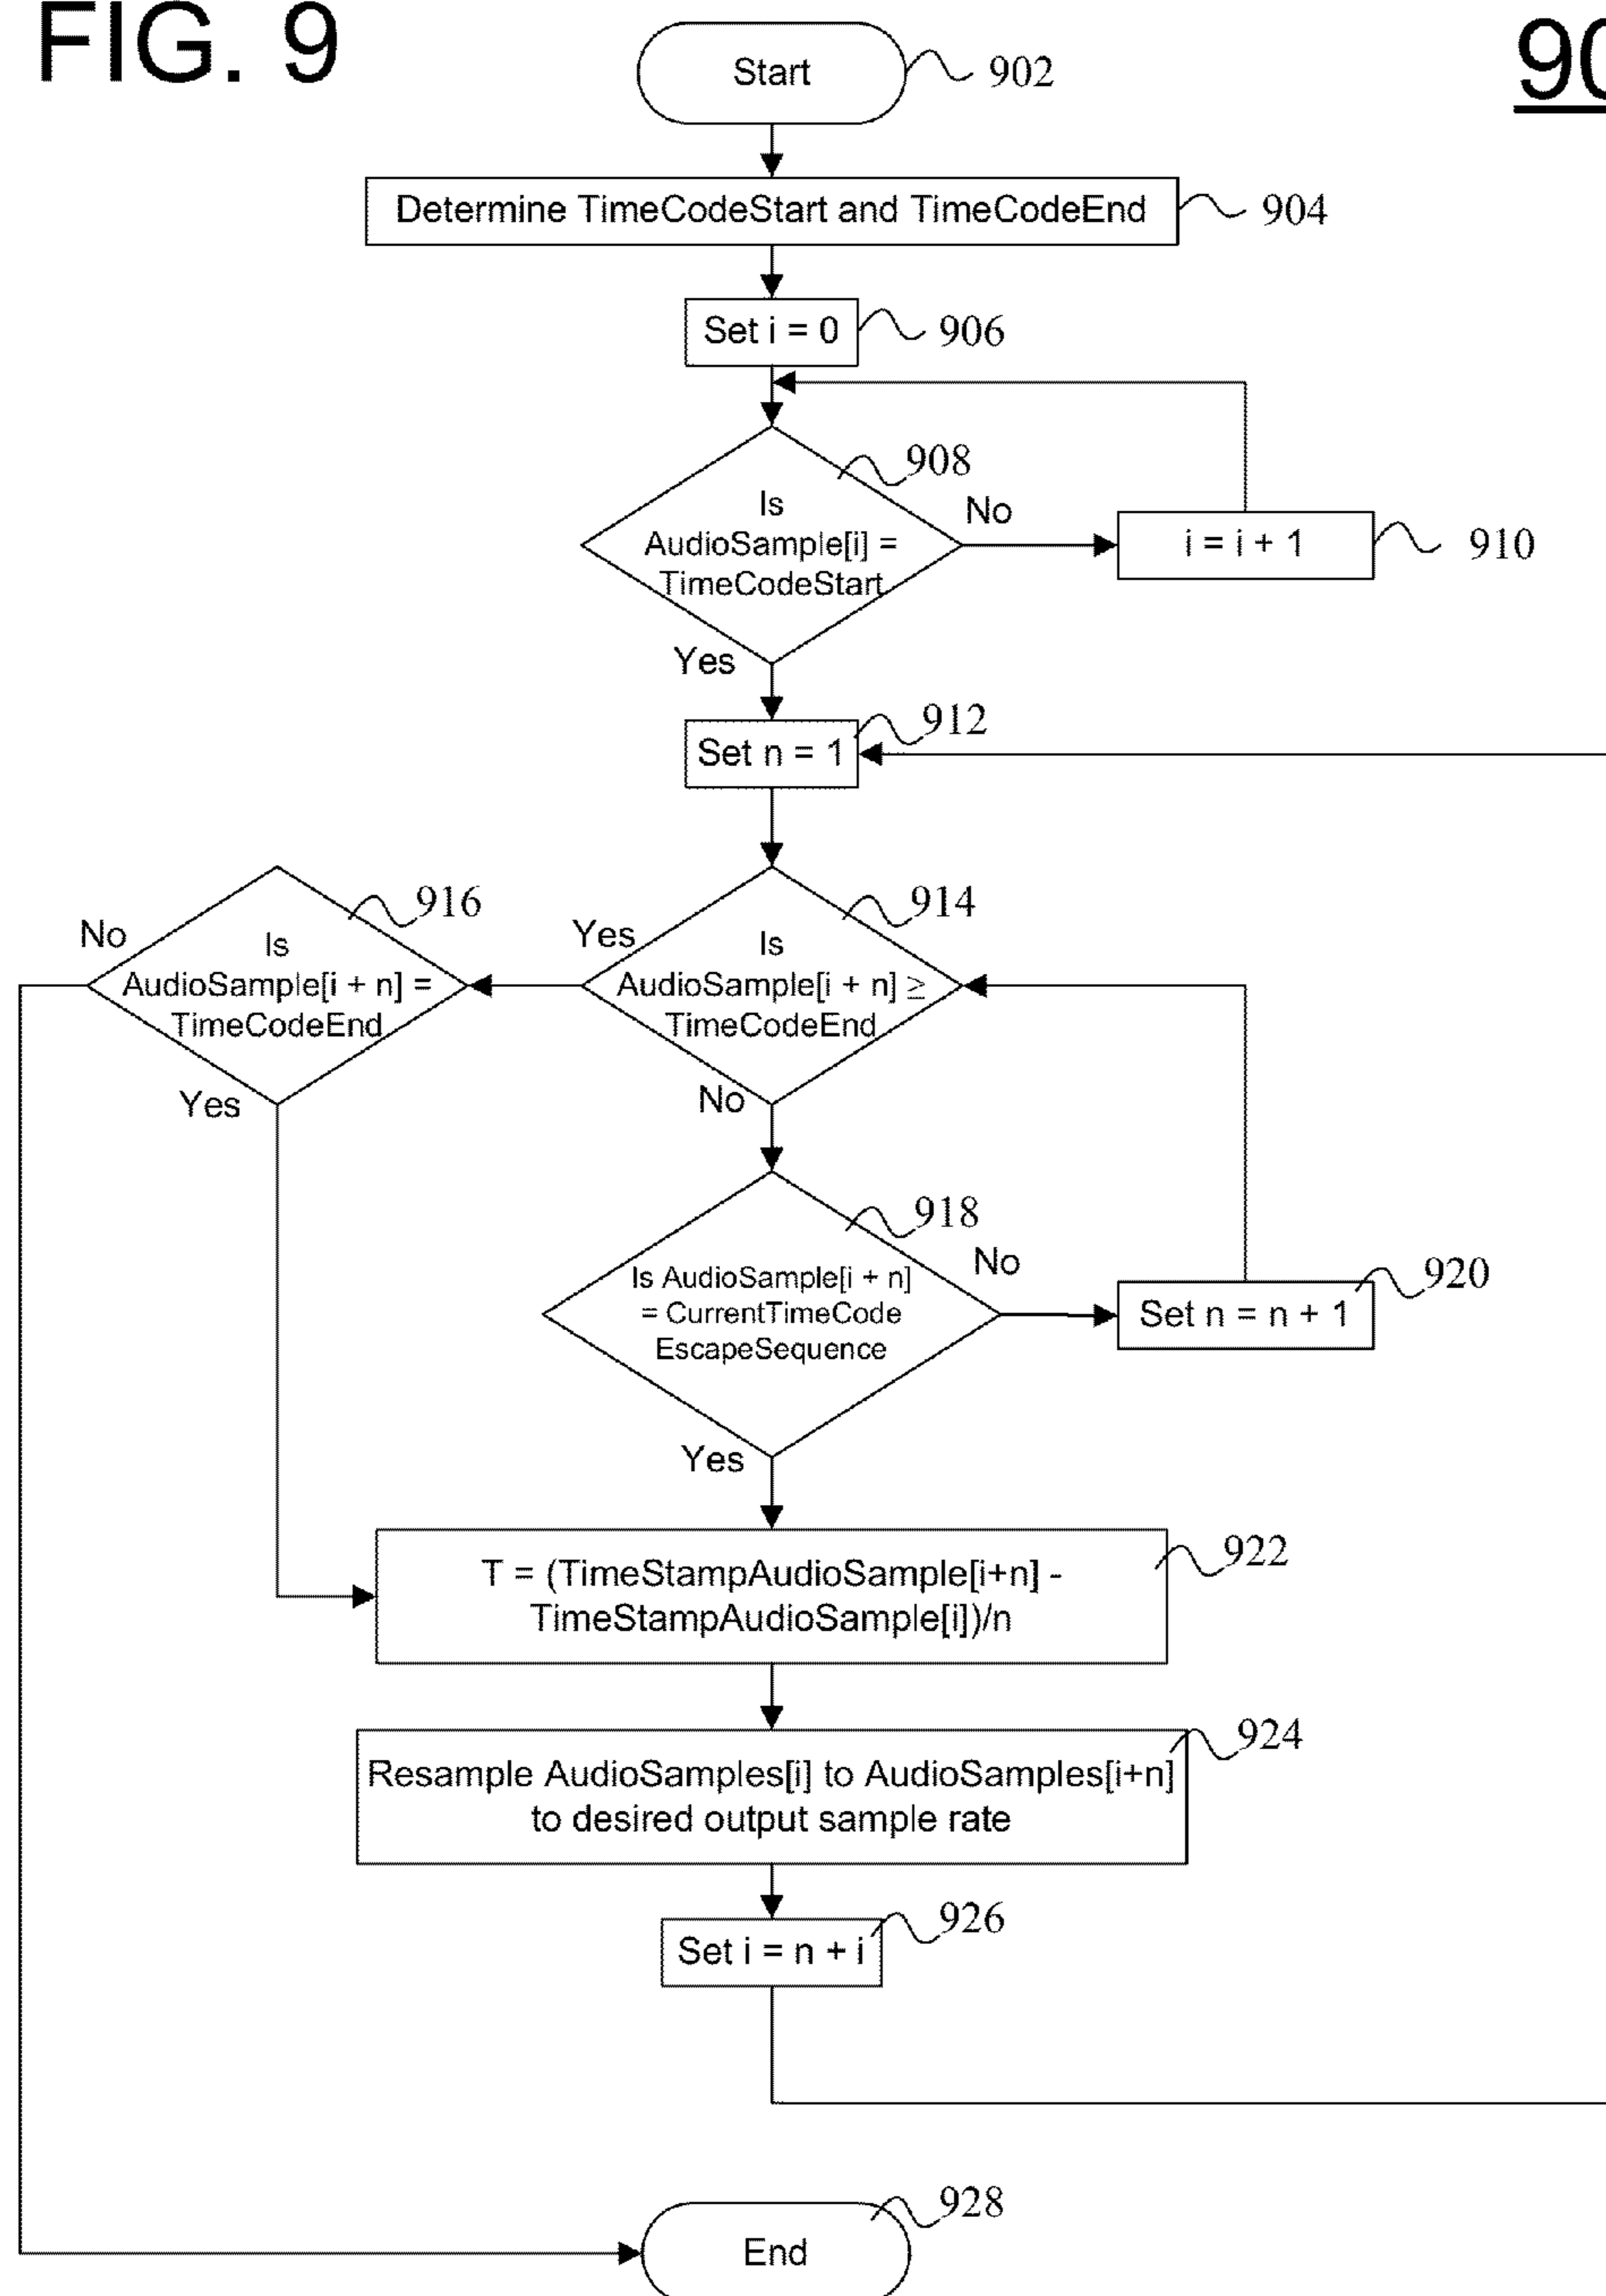 FIG. 9
90
Start
902
Determine TimeCodeStart and TimeCodeEnd
904
Set i = 0
906
908
Is
AudioSample[i] =
TimeCodeStart
No
i = i + 1
910
Yes
912
Set n = 1
916
No
Is
AudioSample[i + n] =
TimeCodeEnd
Yes
914
Yes
Is
AudioSample[i + n] ≥
TimeCodeEnd
No
918
Is AudioSample[i + n]
= CurrentTimeCode
EscapeSequence
No
920
Set n = n + 1
Yes
922
T = (TimeStampAudioSample[i+n] -
TimeStampAudioSample[i])/n
924
Resample AudioSamples[i] to AudioSamples[i+n]
to desired output sample rate
926
Set i = n + i
928
End